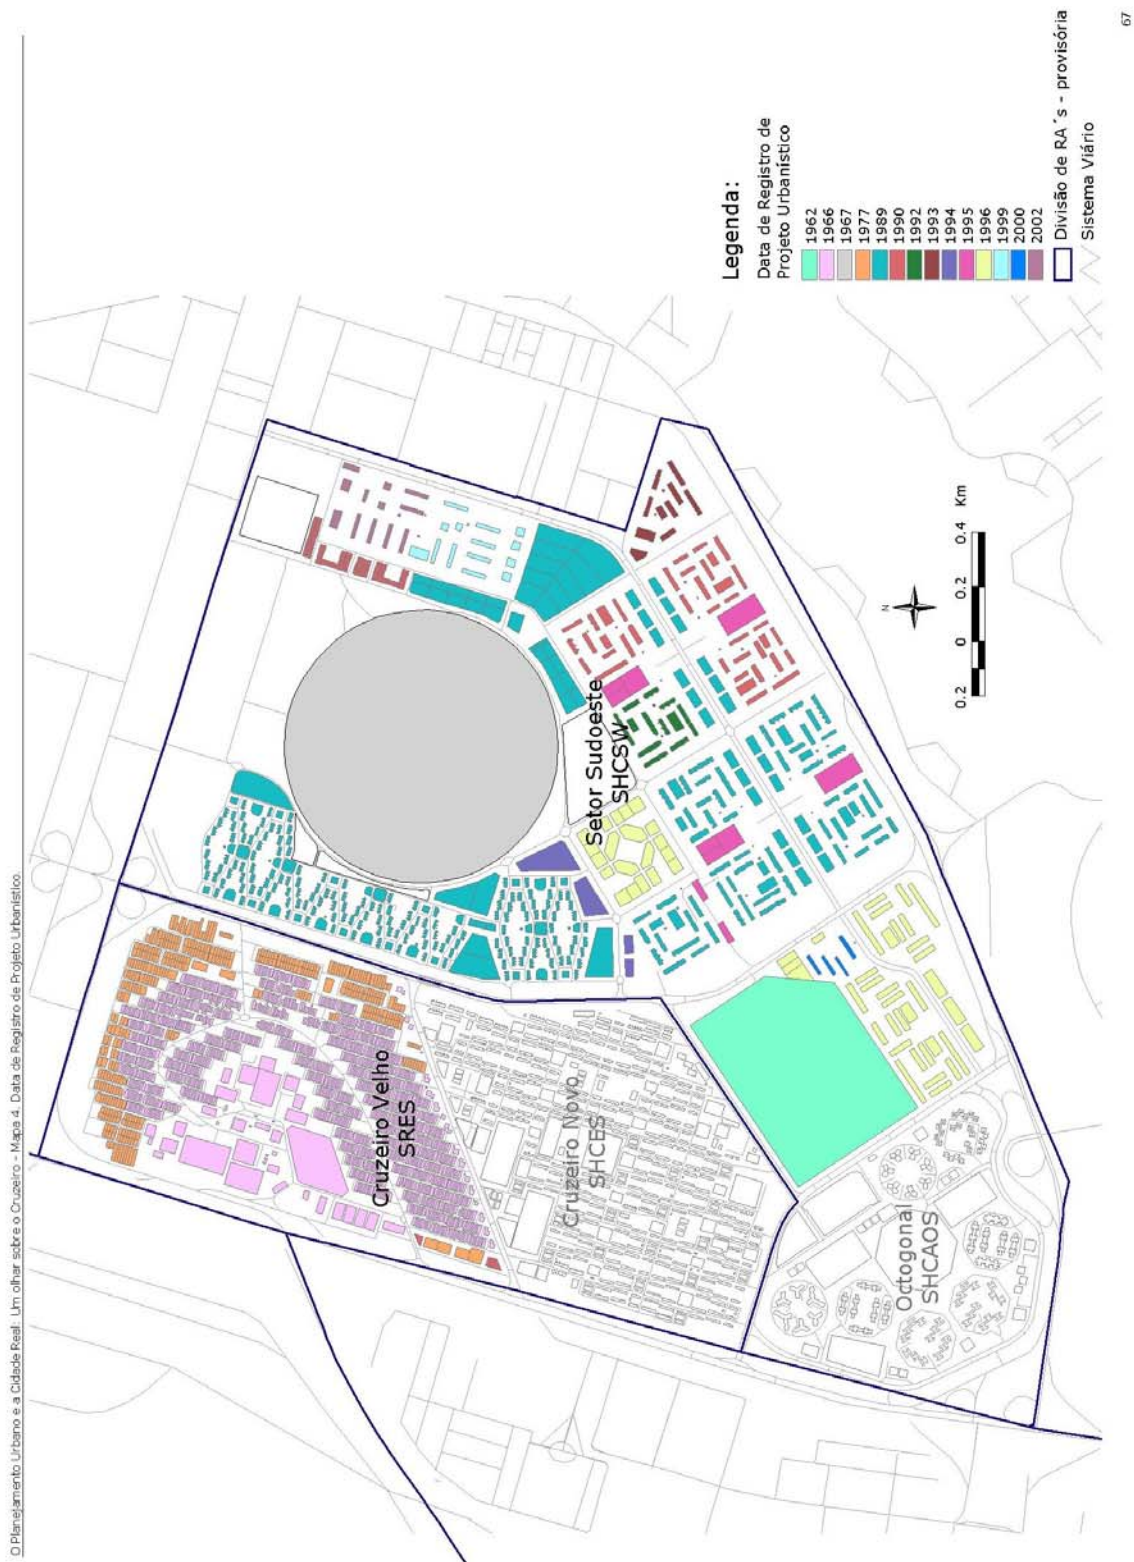 O Planejamento Urbano e a Cidade Real: Um olhar sobre o Cruzeiro - Mapa 4. Data de Registro de Projeto Urbanístico.
Cruzeiro Velho
SRES
Cruzeiro Novo
SHCES
Octogonal
SHCAOS
Setor Sudoeste
SHCSW
N
0.2
0
0.2
0.4
Km
Legenda:
Data de Registro de
Projeto Urbanístico
1962
1966
1967
1977
1989
1990
1992
1993
1994
1995
1996
1999
2000
2002
Divisão de RA´s - provisória
Sistema Viário
67